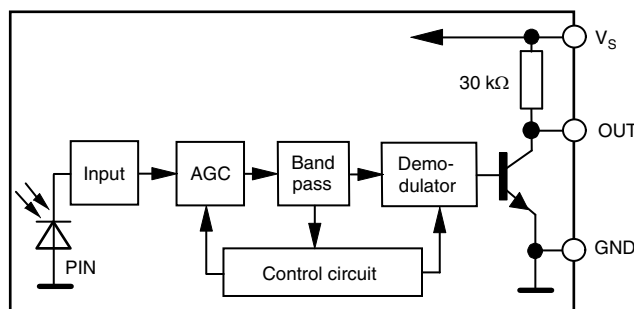 V_S
30 kΩ
OUT
Input
AGC
Band
pass
Demo-
dulator
GND
PIN
Control circuit